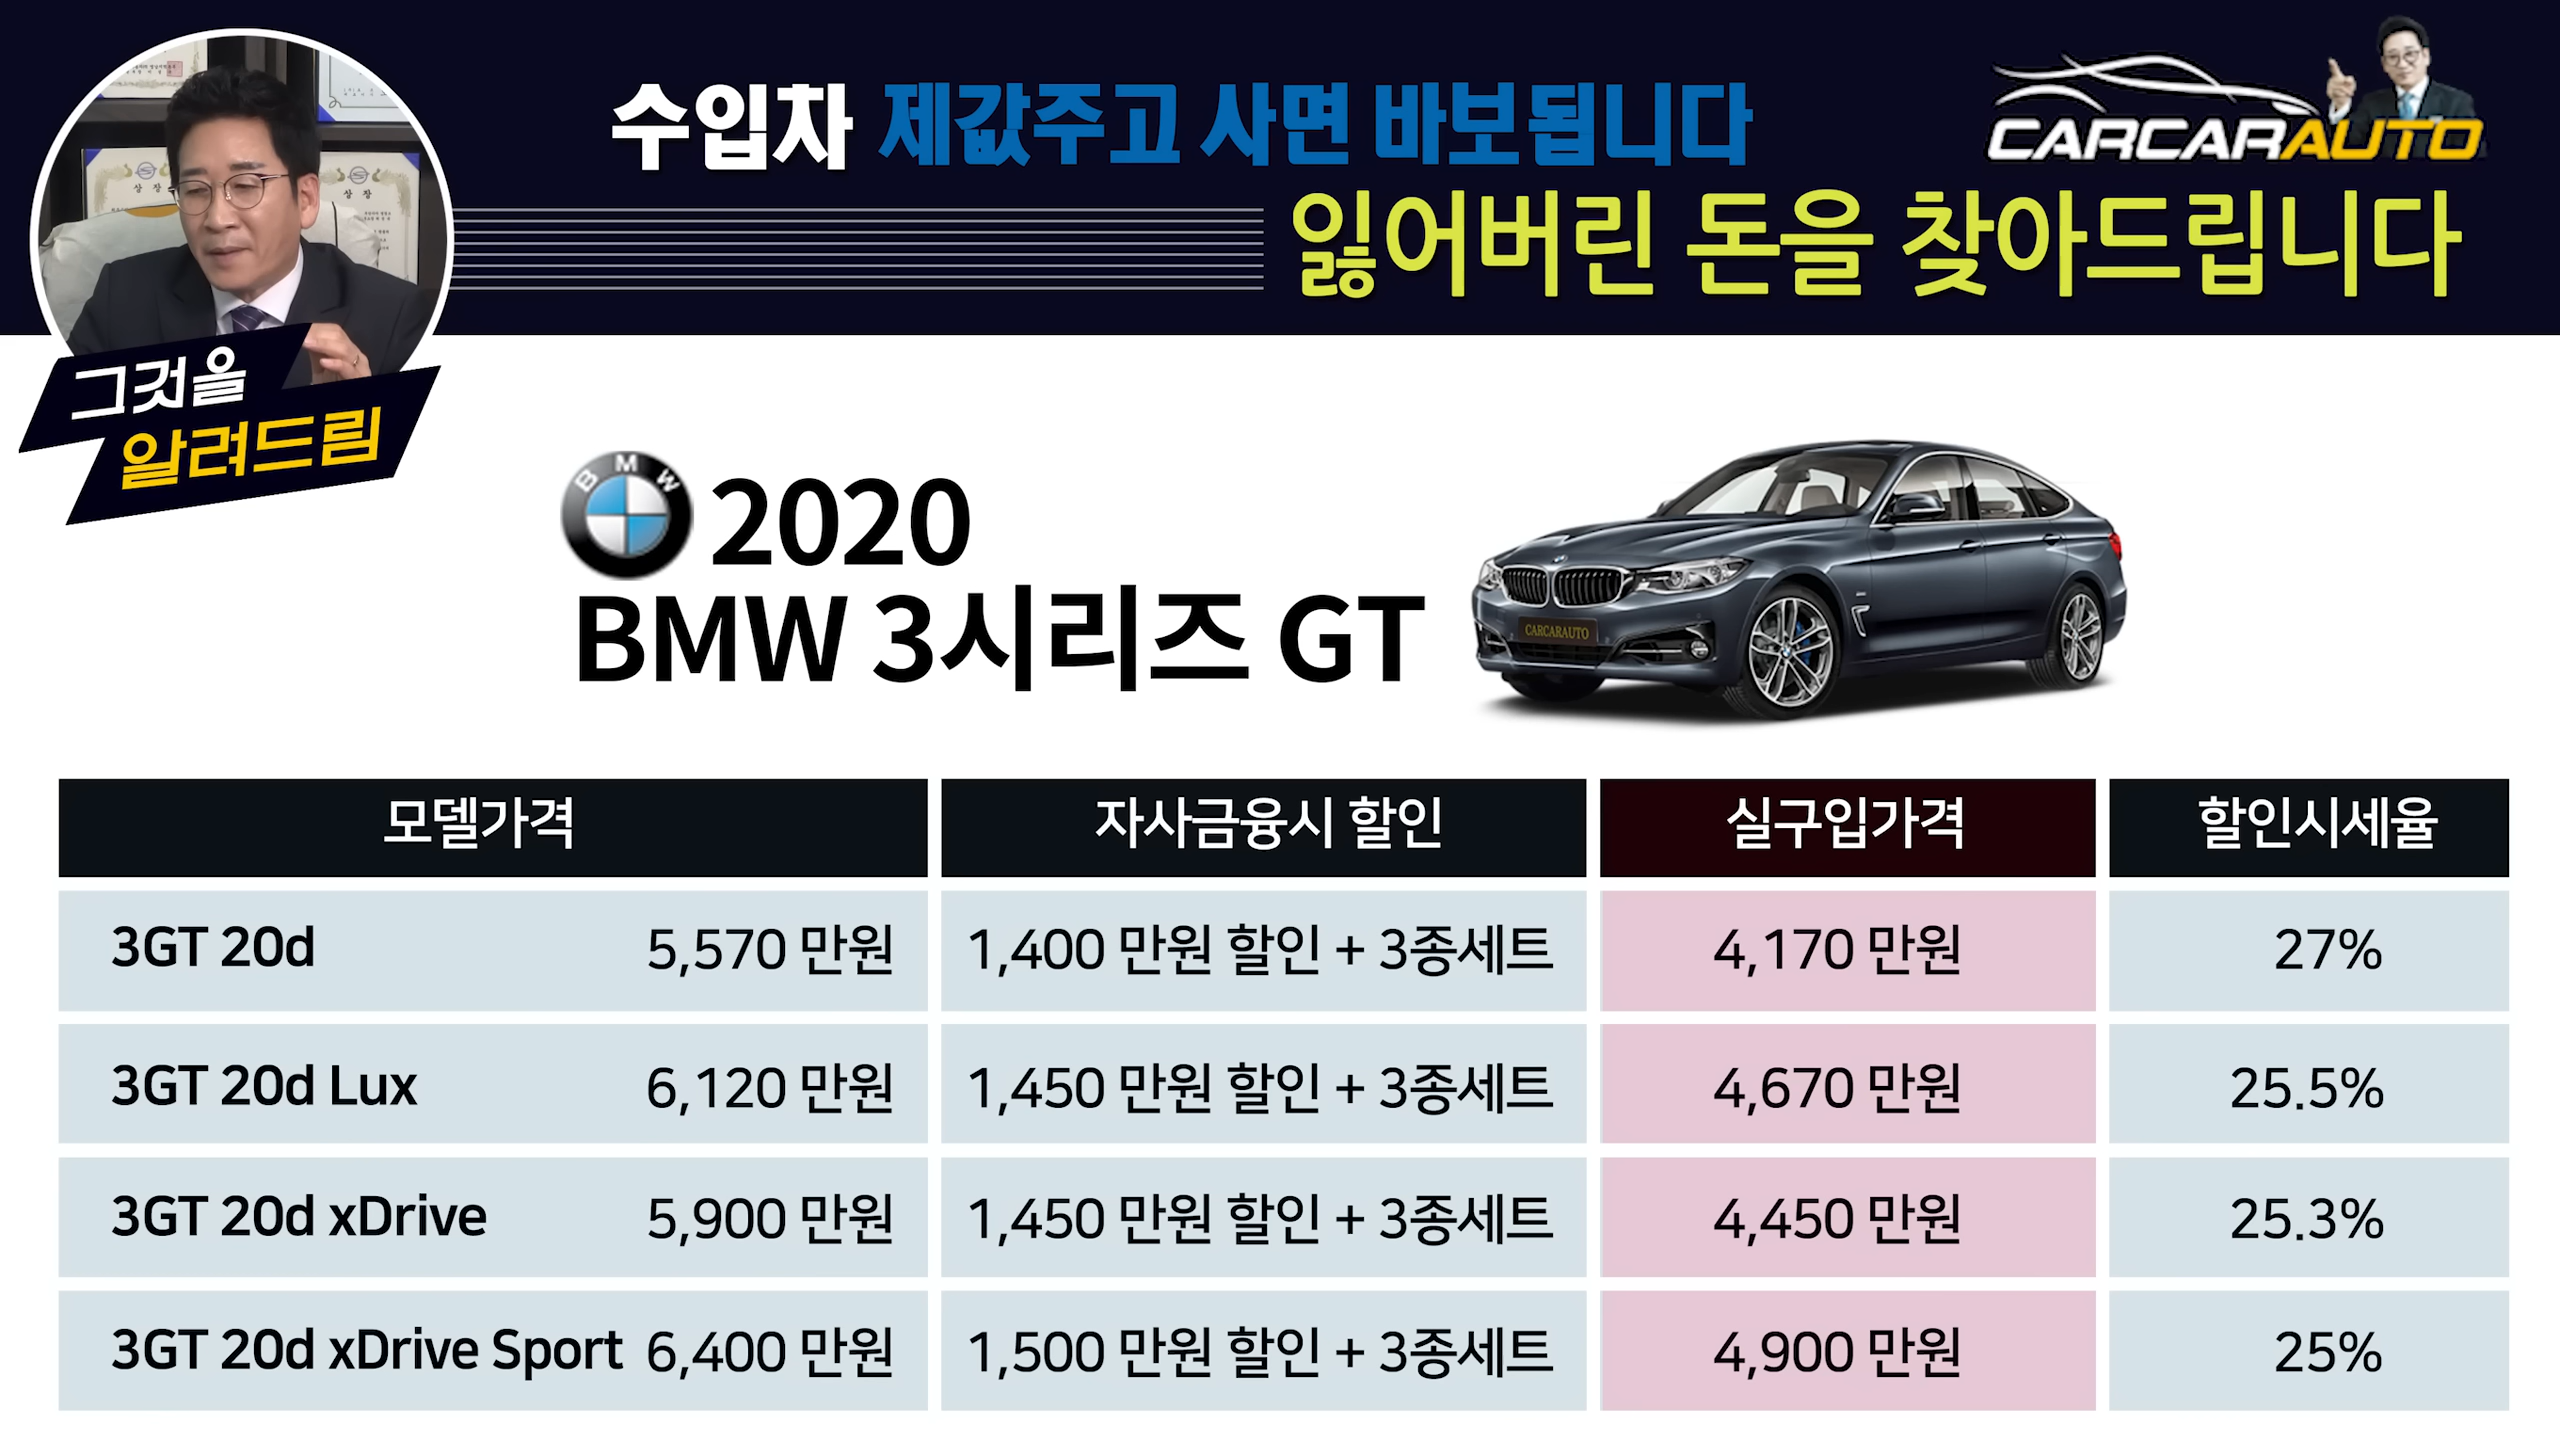 수입차 제값주고 사면 바보됩니다
CARCARAUTO
잃어버린 돈을 찾아드립니다
상장
상장
그것을
알려드림
BMW
2020
BMW 3시리즈 GT
CARCARAUTO
모델가격 자사금융시 할인 실구입가격 할인시세율
3GT 20d 5,570 만원 1,400 만원 할인 + 3종세트 4,170 만원 27%
3GT 20d Lux 6,120 만원 1,450 만원 할인 + 3종세트 4,670 만원 25.5%
3GT 20d xDrive 5,900 만원 1,450 만원 할인 + 3종세트 4,450 만원 25.3%
3GT 20d xDrive Sport 6,400 만원 1,500 만원 할인 + 3종세트 4,900 만원 25%